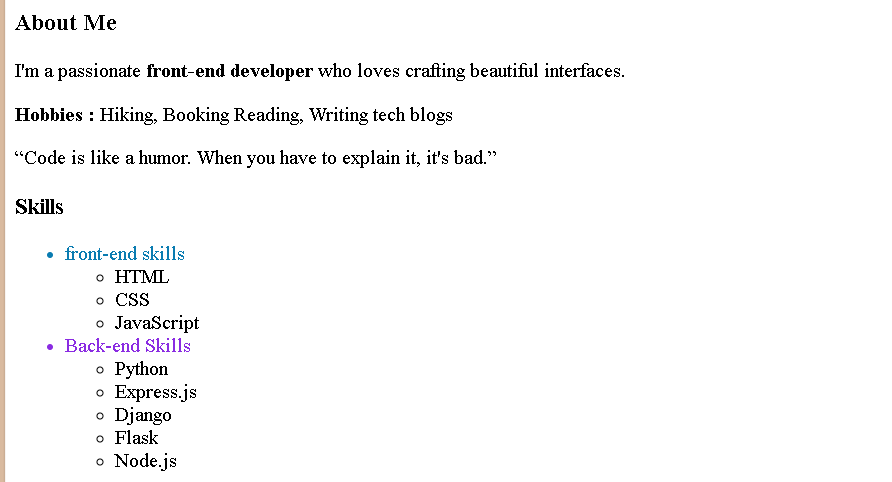 About Me
I'm a passionate front-end developer who loves crafting beautiful interfaces.
Hobbies : Hiking, Booking Reading, Writing tech blogs
“Code is like a humor. When you have to explain it, it's bad.”
Skills
front-end skills
HTML
CSS
JavaScript
Back-end Skills
Python
Express.js
Django
Flask
Node.js